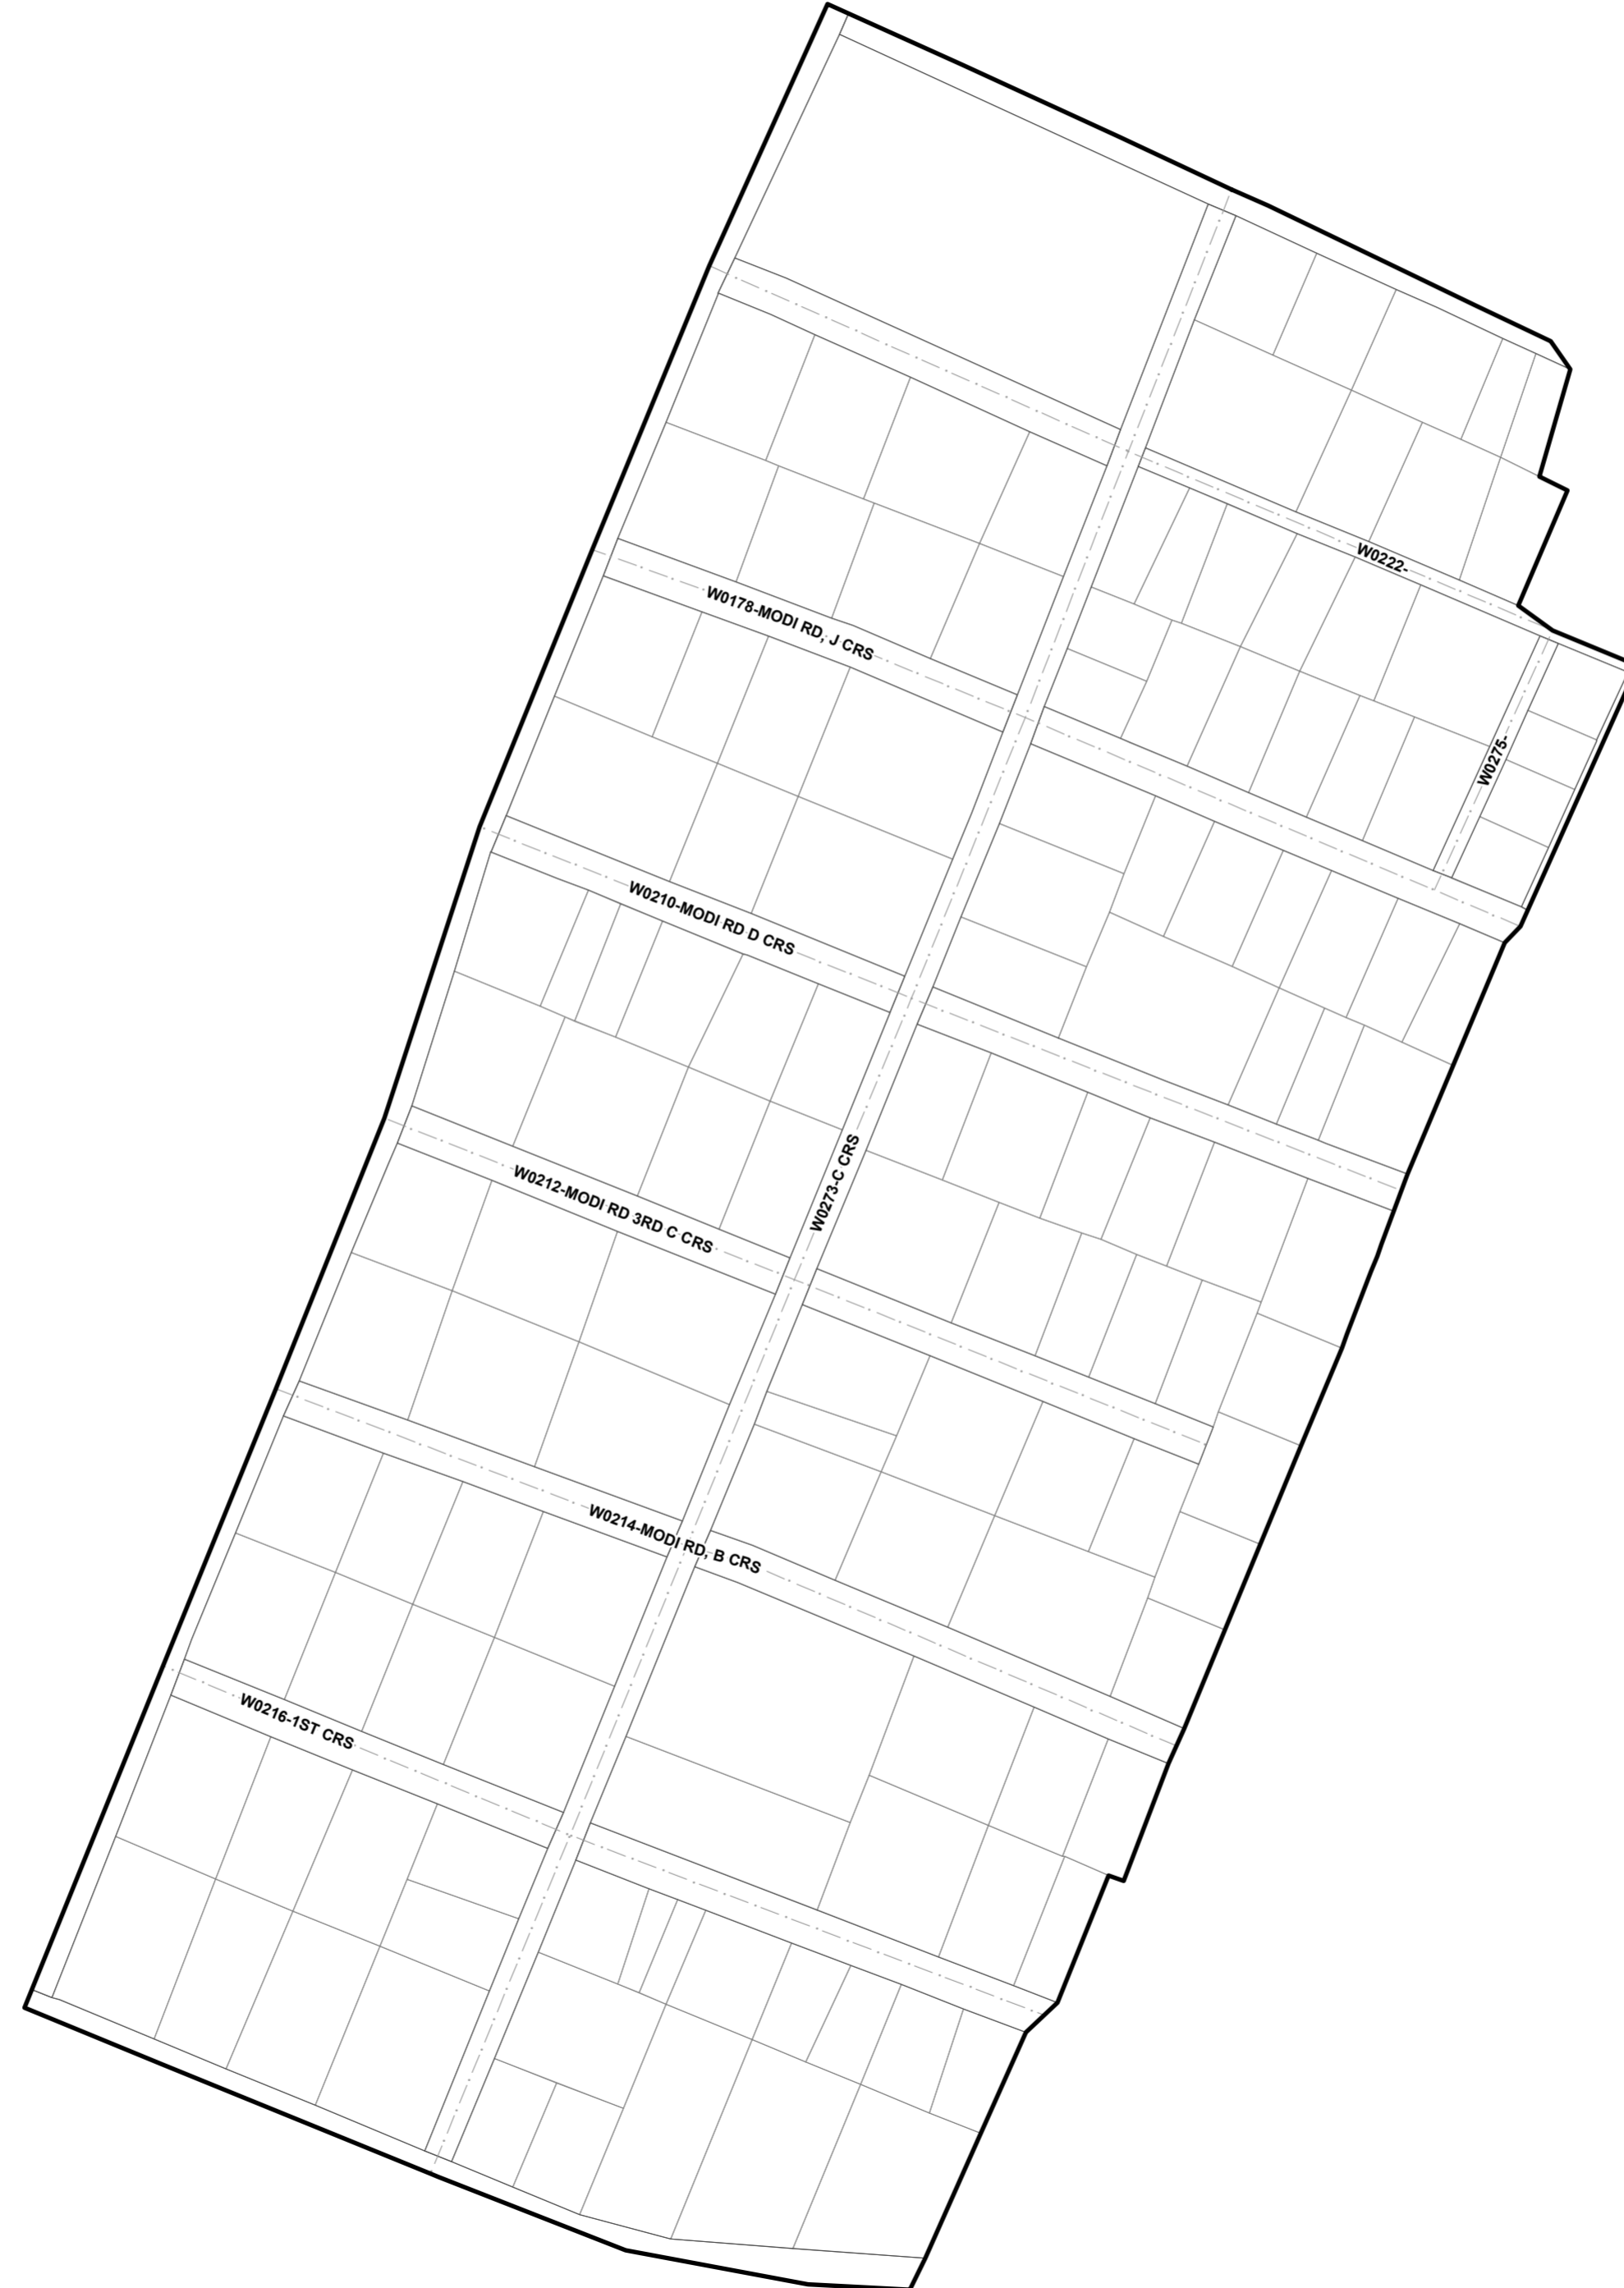 W0222-
W0178-MODI RD, J CRS
W0275-
W0210-MODI RD D CRS
W0273-C CRS
W0212-MODI RD 3RD C CRS
W0214-MODI RD, B CRS
W0216-1ST CRS